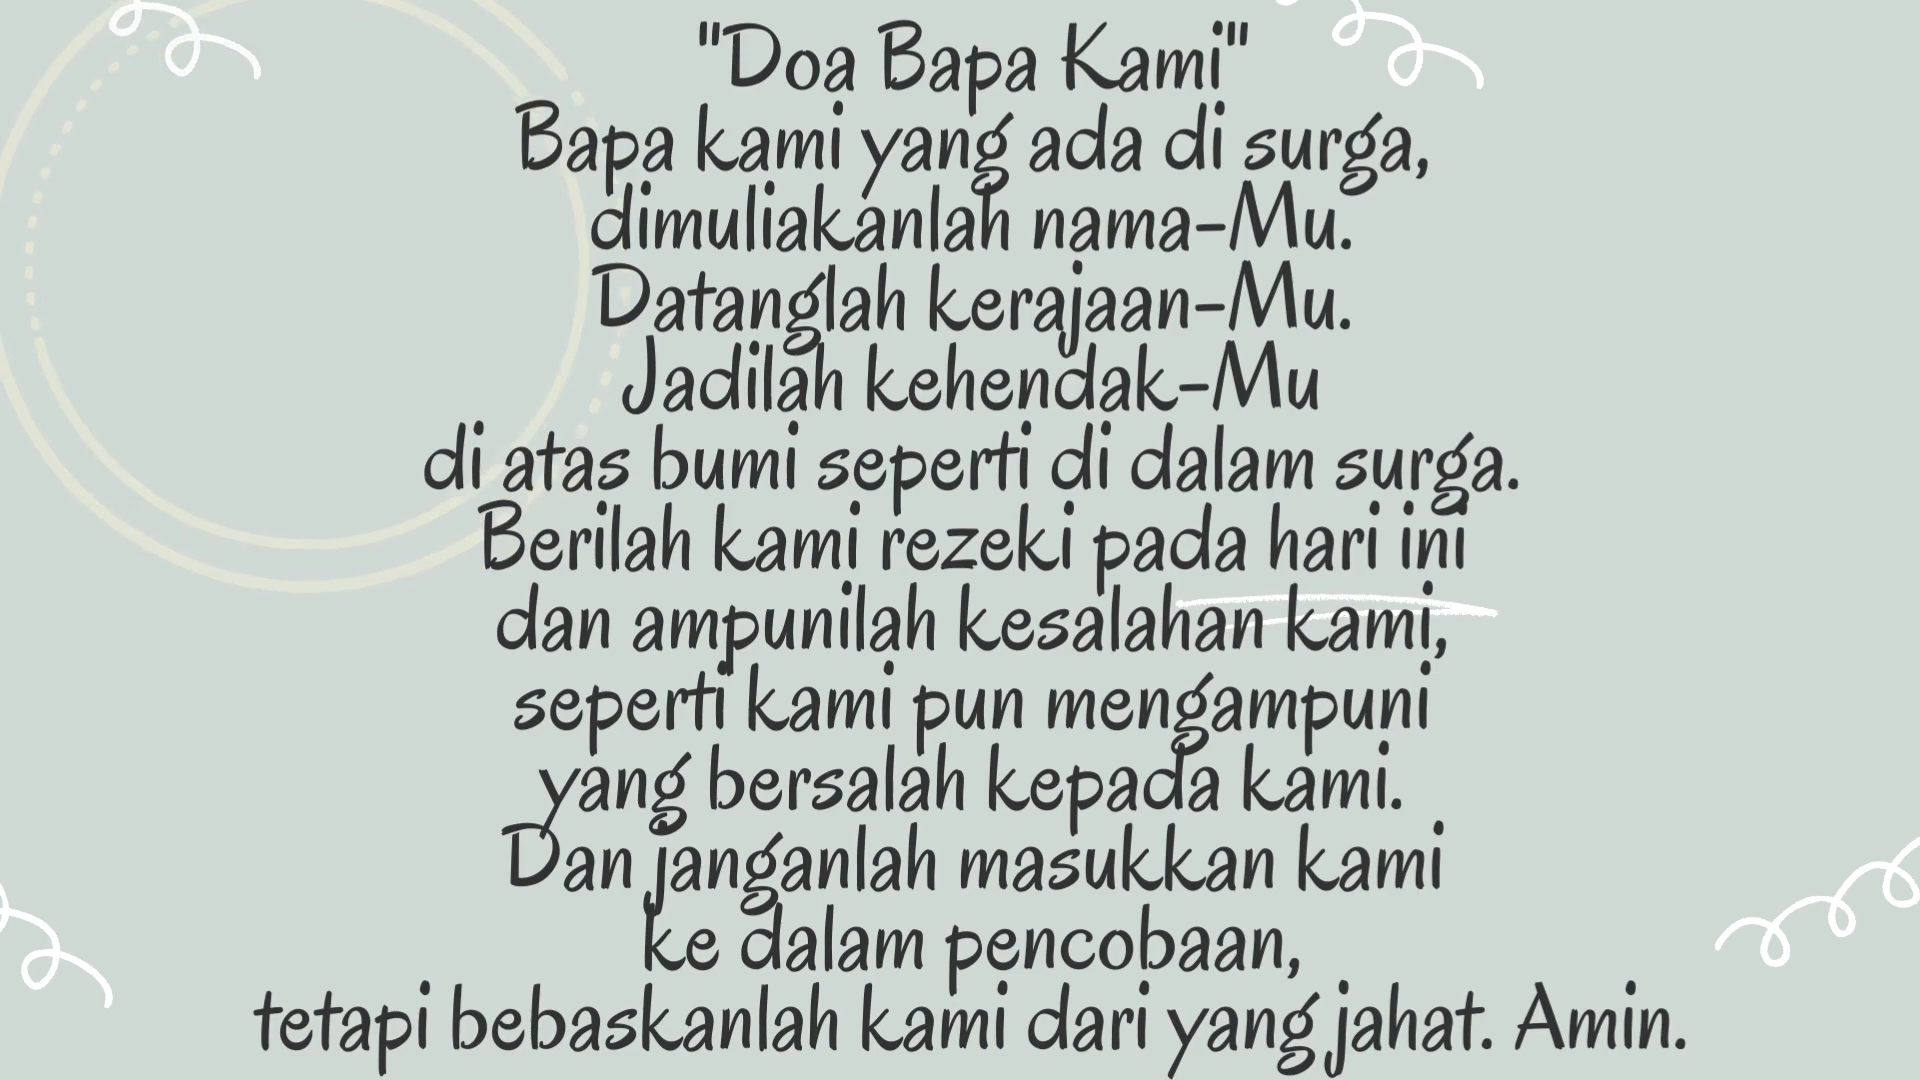 "Doa Bapa Kami"
Bapa kami yang ada di surga,
dimuliakanlah nama-Mu.
Datanglah kerajaan-Mu.
Jadilah kehendak-Mu
di atas bumi seperti di dalam surga.
Berilah kami rezeki pada hari ini
dan ampunilah kesalahan kami,
seperti kami pun mengampuni
yang bersalah kepada kami.
Dan janganlah masukkan kami
ke dalam pencobaan,
tetapi bebaskanlah kami dari yang jahat. Amin.